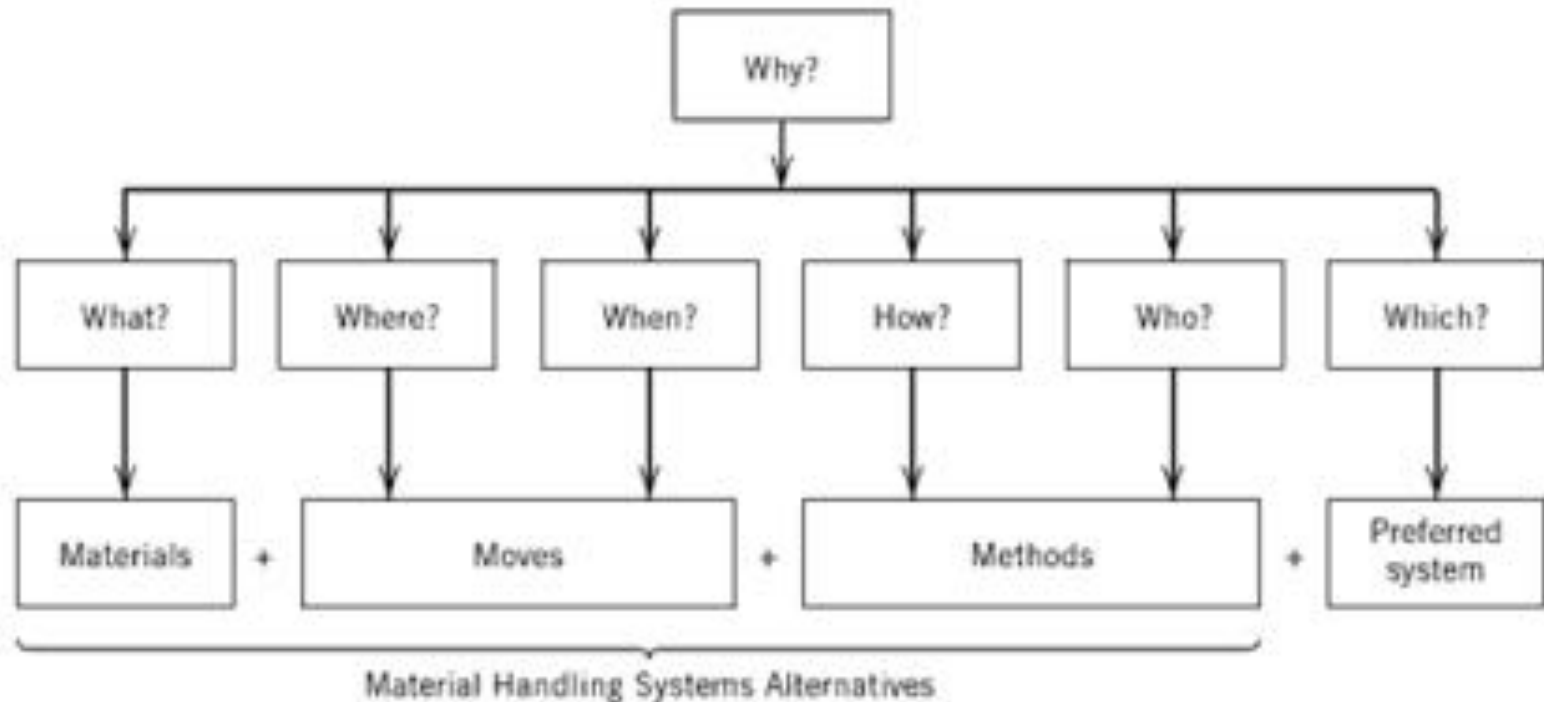 Why?
What?
Where?
When?
How?
Who?
Which?
Materials
+
Moves
+
Methods
+
Preferred
system
Material Handling Systems Alternatives